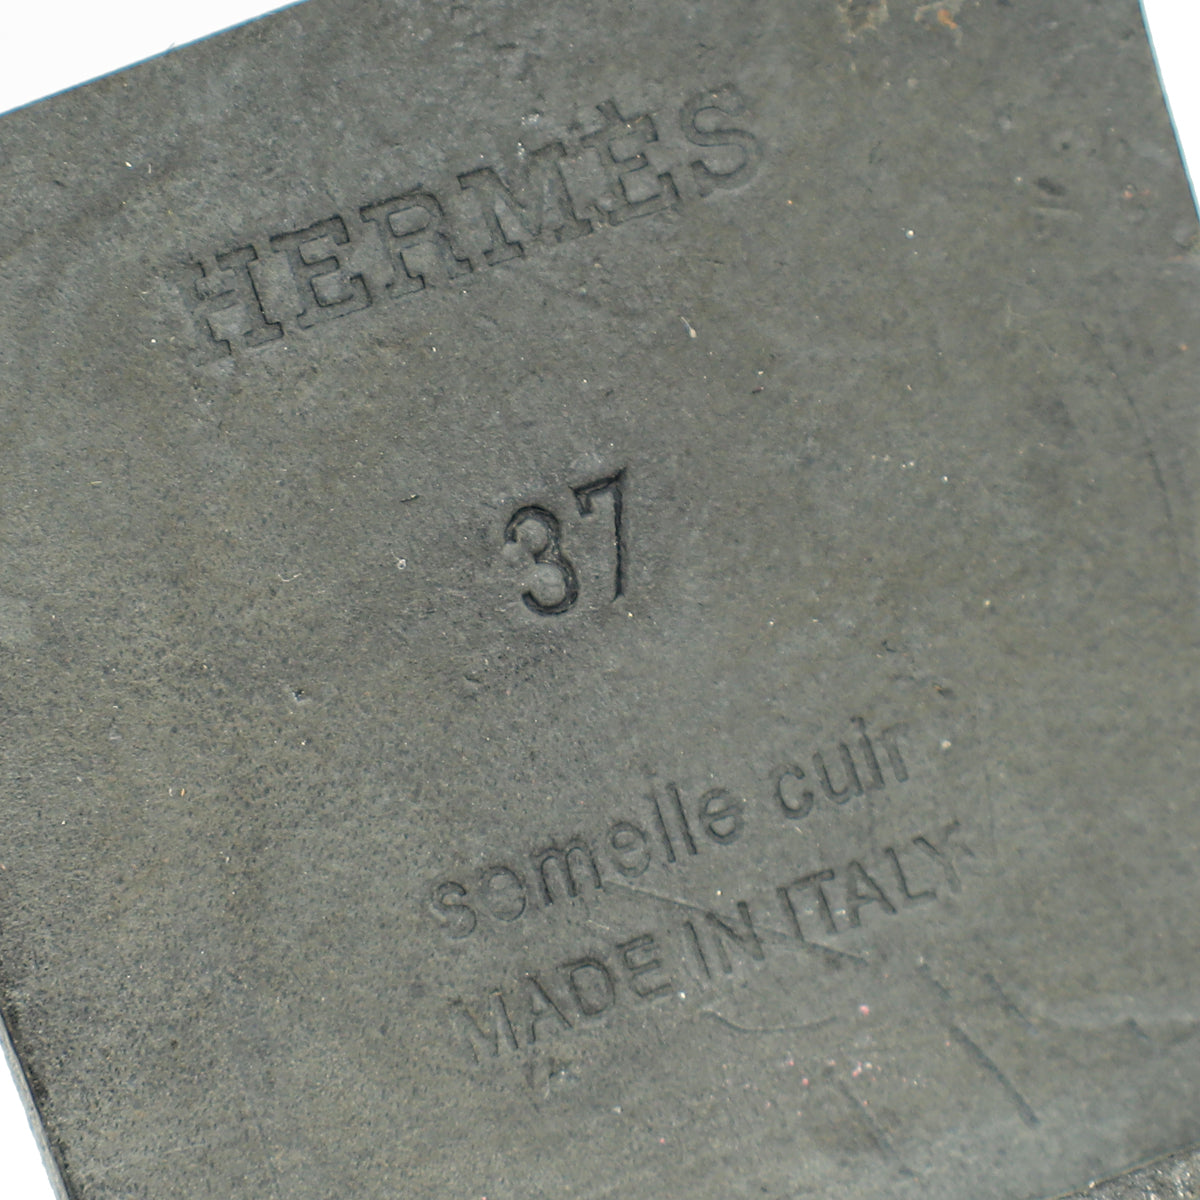 HERMÈS
37
semelle cuir
MADE IN ITALY